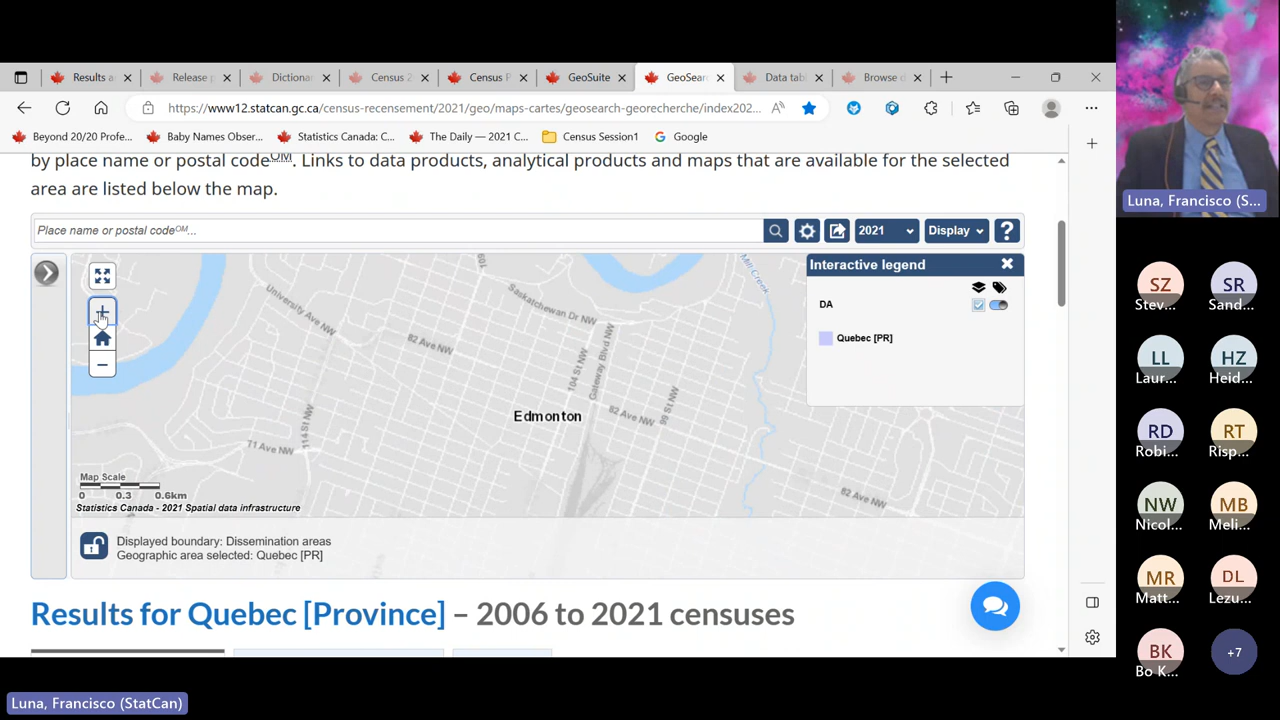 Results a
Release p
Dictionar
Census 2
Census P
GeoSuite
GeoSearc
Data tabl
Browse d
https://www12.statcan.gc.ca/census-recensement/2021/geo/maps-cartes/geosearch-georecherche/index202...
Beyond 20/20 Profe...
Baby Names Obser...
Statistics Canada: C...
The Daily — 2021 C...
Census Session1
Google
by place name or postal codeOM. Links to data products, analytical products and maps that are available for the selected
area are listed below the map.
Place name or postal codeOM...
2021
Display
?
Interactive legend
DA
Quebec [PR]
University Ave NW
82 Ave NW
109
Saskatchewan Dr NW
Mill Creek
104 St NW
Gateway Blvd NW
Edmonton
82 Ave NW
99 St NW
114 St NW
71 Ave NW
82 Ave NW
Map Scale
0 0.3 0.6km
Statistics Canada - 2021 Spatial data infrastructure
Displayed boundary: Dissemination areas
Geographic area selected: Quebec [PR]
Results for Quebec [Province] – 2006 to 2021 censuses
Luna, Francisco (S...
SZ
Stev...
SR
Sand...
LL
Laur...
HZ
Heid...
RD
Robi...
RT
Risp...
NW
Nicol...
MB
Meli...
MR
Matt...
DL
Lezu...
BK
Bo K...
+7
Luna, Francisco (StatCan)